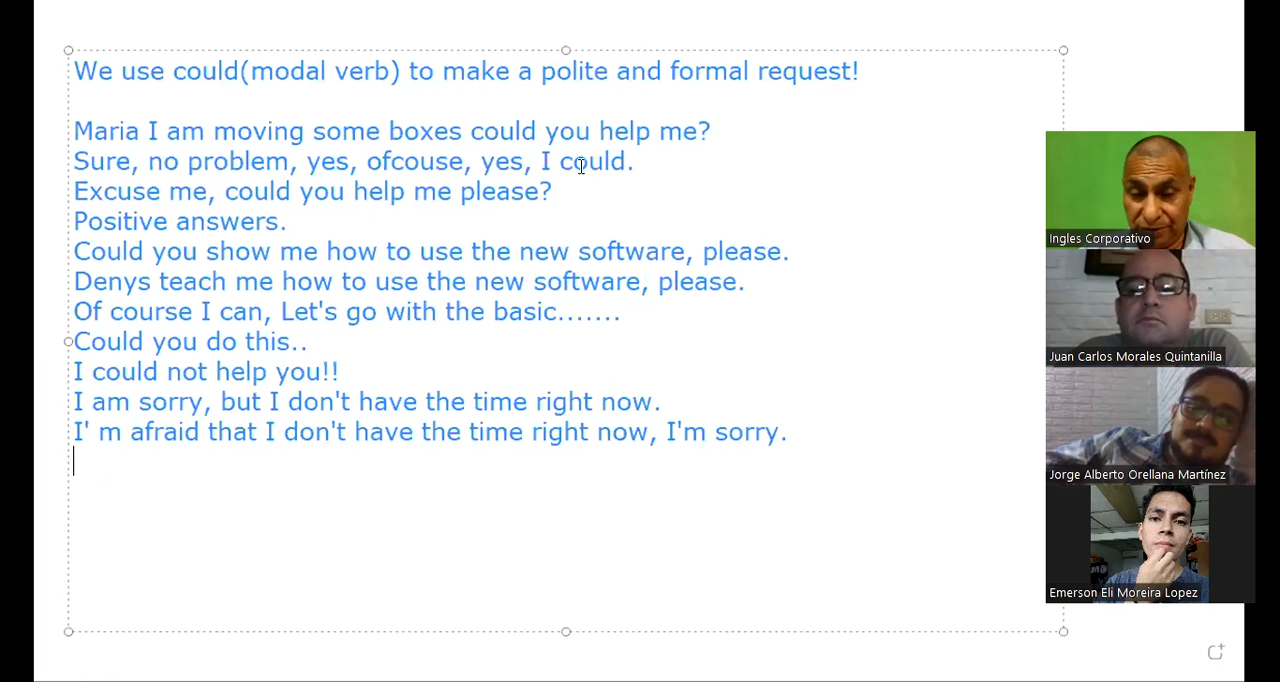 We use could(modal verb) to make a polite and formal request!
Maria I am moving some boxes could you help me?
Sure, no problem, yes, ofcouse, yes, I could.
Excuse me, could you help me please?
Positive answers.
Could you show me how to use the new software, please.
Denys teach me how to use the new software, please.
Of course I can, Let's go with the basic.......
Could you do this..
I could not help you!!
I am sorry, but I don't have the time right now.
I' m afraid that I don't have the time right now, I'm sorry.
Ingles Corporativo
Juan Carlos Morales Quintanilla
Jorge Alberto Orellana Martínez
Emerson Eli Moreira Lopez